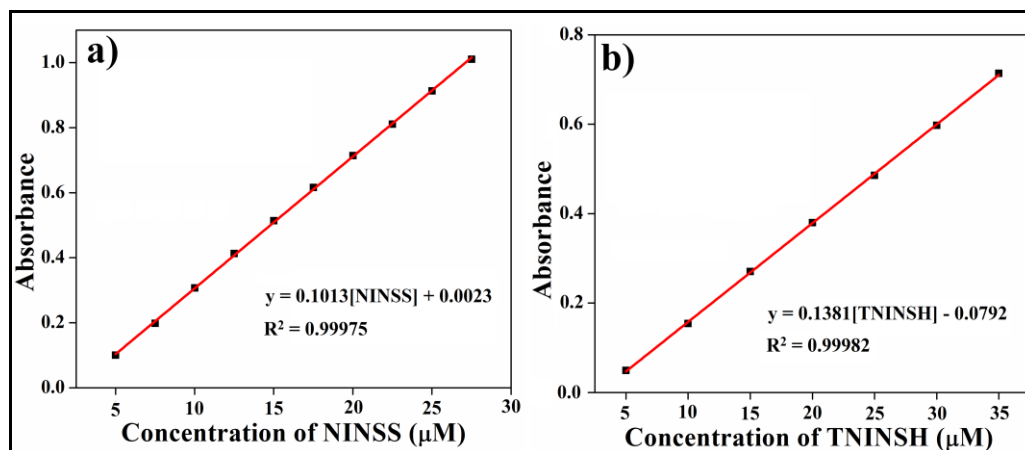 a)
1.0
0.8
0.6
0.4
0.2
0.0
Absorbance
y = 0.1013[NINSS] + 0.0023
R² = 0.99975
5 10 15 20 25 30
Concentration of NINSS (µM)
b)
0.8
0.6
0.4
0.2
0.0
Absorbance
y = 0.1381[TNINSH] - 0.0792
R² = 0.99982
5 10 15 20 25 30 35
Concentration of TNINSH (µM)